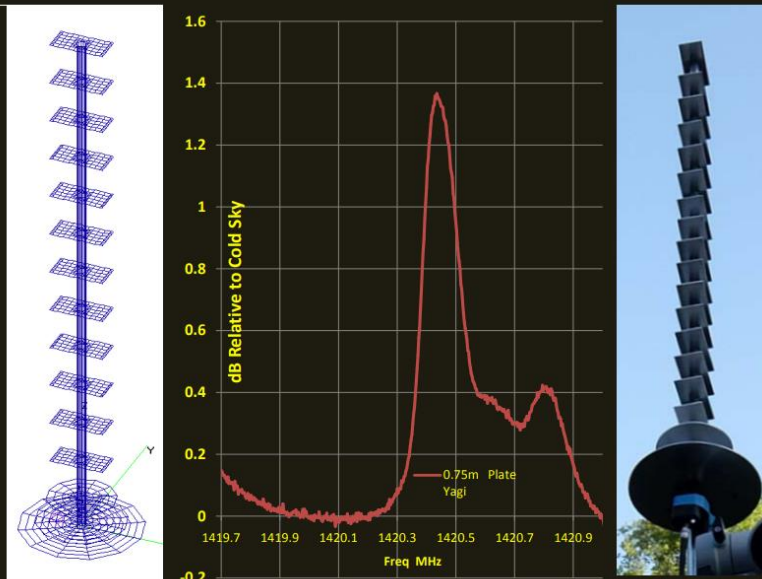 1.6
1.4
1.2
1
0.8
0.6
0.4
0.2
0
-0.2
dB Relative to Cold Sky
0.75m Plate
Yagi
1419.7 1419.9 1420.1 1420.3 1420.5 1420.7 1420.9
Freq MHz
Y
Z